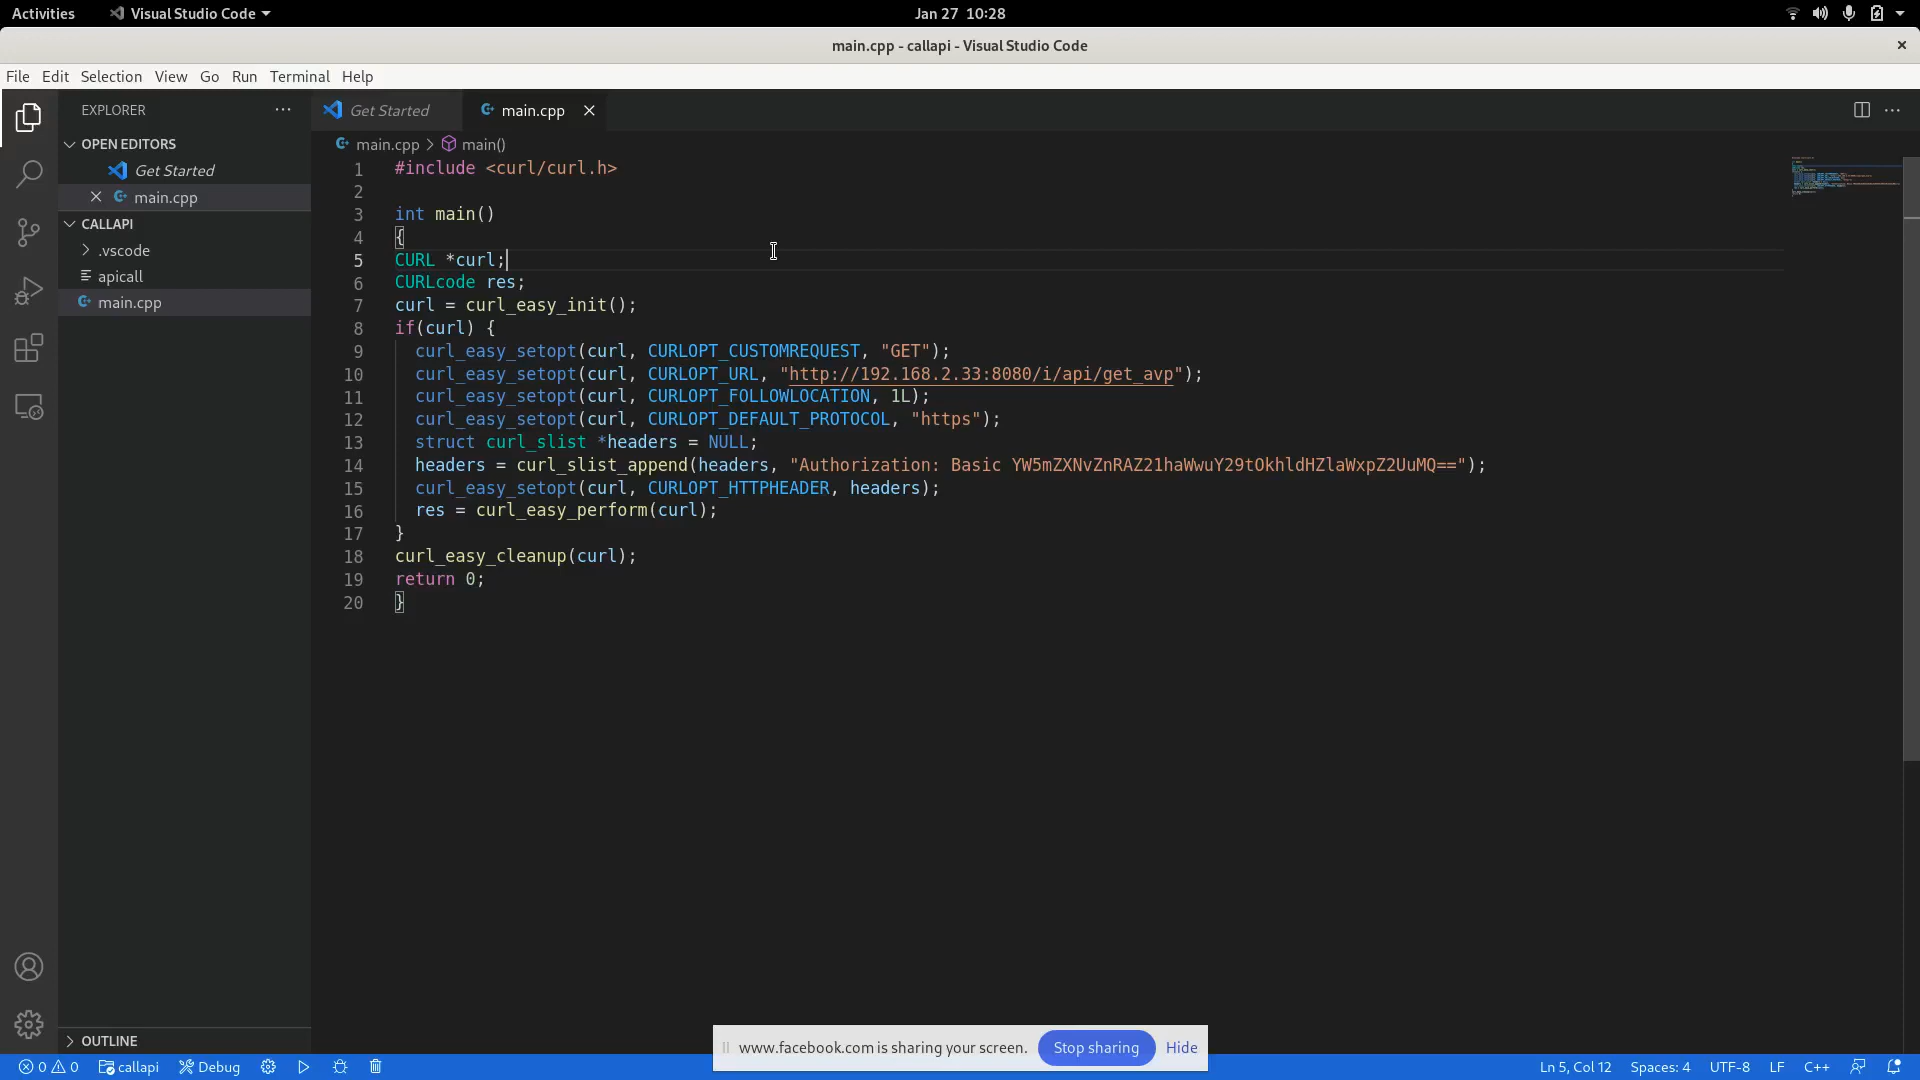 Activities Visual Studio Code Jan 27 10:28
main.cpp - callapi - Visual Studio Code
File Edit Selection View Go Run Terminal Help
EXPLORER
OPEN EDITORS
Get Started
main.cpp
CALLAPI
.vscode
apicall
main.cpp
OUTLINE
Get Started main.cpp
main.cpp > main()
1 #include <curl/curl.h>
2
3 int main()
4 {
5 CURL *curl;
6 CURLcode res;
7 curl = curl_easy_init();
8 if(curl) {
9 curl_easy_setopt(curl, CURLOPT_CUSTOMREQUEST, "GET");
10 curl_easy_setopt(curl, CURLOPT_URL, "http://192.168.2.33:8080/i/api/get_avp");
11 curl_easy_setopt(curl, CURLOPT_FOLLOWLOCATION, 1L);
12 curl_easy_setopt(curl, CURLOPT_DEFAULT_PROTOCOL, "https");
13 struct curl_slist *headers = NULL;
14 headers = curl_slist_append(headers, "Authorization: Basic YW5mZXNvZnRAZ21haWwuY29tOkhldHZlaWxpZ2UuMQ==");
15 curl_easy_setopt(curl, CURLOPT_HTTPHEADER, headers);
16 res = curl_easy_perform(curl);
17 }
18 curl_easy_cleanup(curl);
19 return 0;
20 }
www.facebook.com is sharing your screen. Stop sharing Hide
0 0 callapi Debug Ln 5, Col 12 Spaces: 4 UTF-8 LF C++